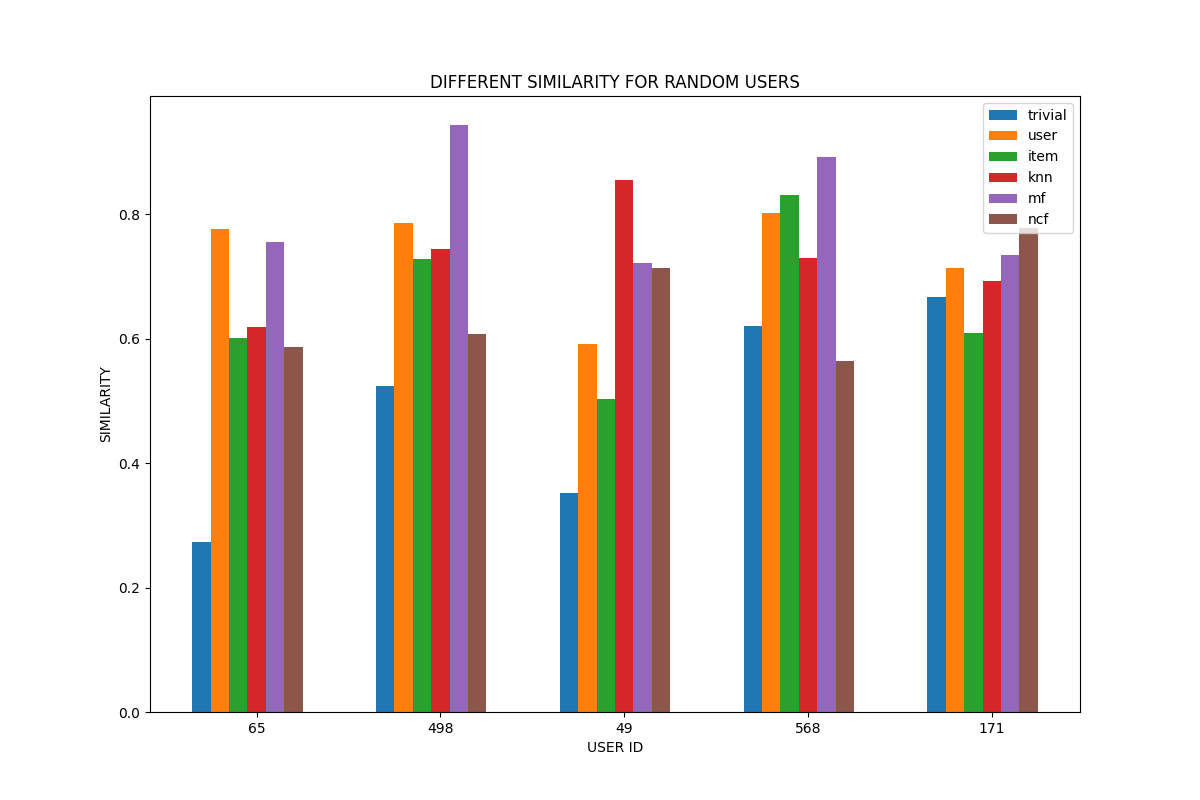 DIFFERENT SIMILARITY FOR RANDOM USERS
trivial
user
item
knn
mf
ncf
0.8
0.6
0.4
0.2
0.0
SIMILARITY
65 498 49 568 171
USER ID